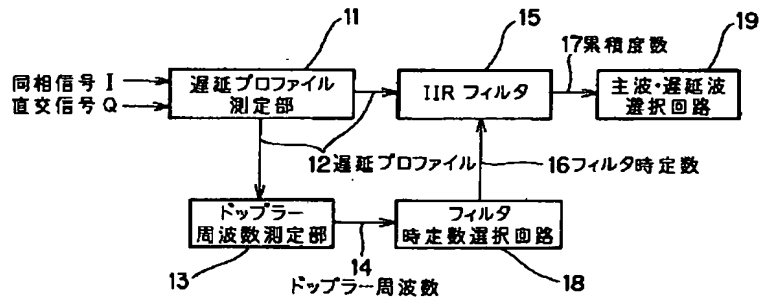 11
15
19
17累積度数
同相信号 I
直交信号 Q
遅延プロファイル
測定部
IIR フィルタ
主波・遅延波
選択回路
12遅延プロファイル
16フィルタ時定数
ドップラー
周波数測定部
フィルタ
時定数選択回路
13
14
ドップラー周波数
18